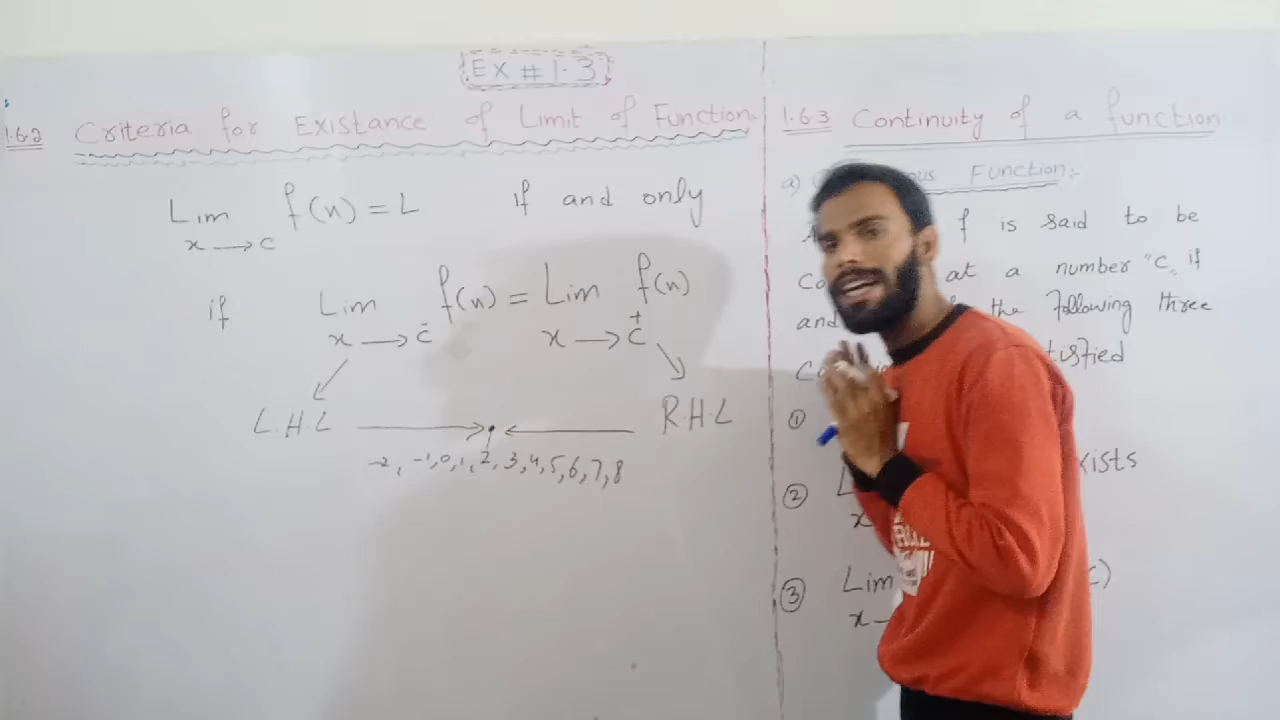 Ex # 1.3
1.6.2 Criteria for Existance of Limit of Function.
Lim f(x) = L if and only
x → c
if Lim f(x) = Lim f(x)
x → c⁻ x → c⁺
L.H.L R.H.L
-2, -1, 0, 1, 2, 3, 4, 5, 6, 7, 8
1.6.3 Continuity of a function
a) Function:-
f is said to be
at a number "c" if
and the following three
①
exists
② L
x
③ Lim c)
x →